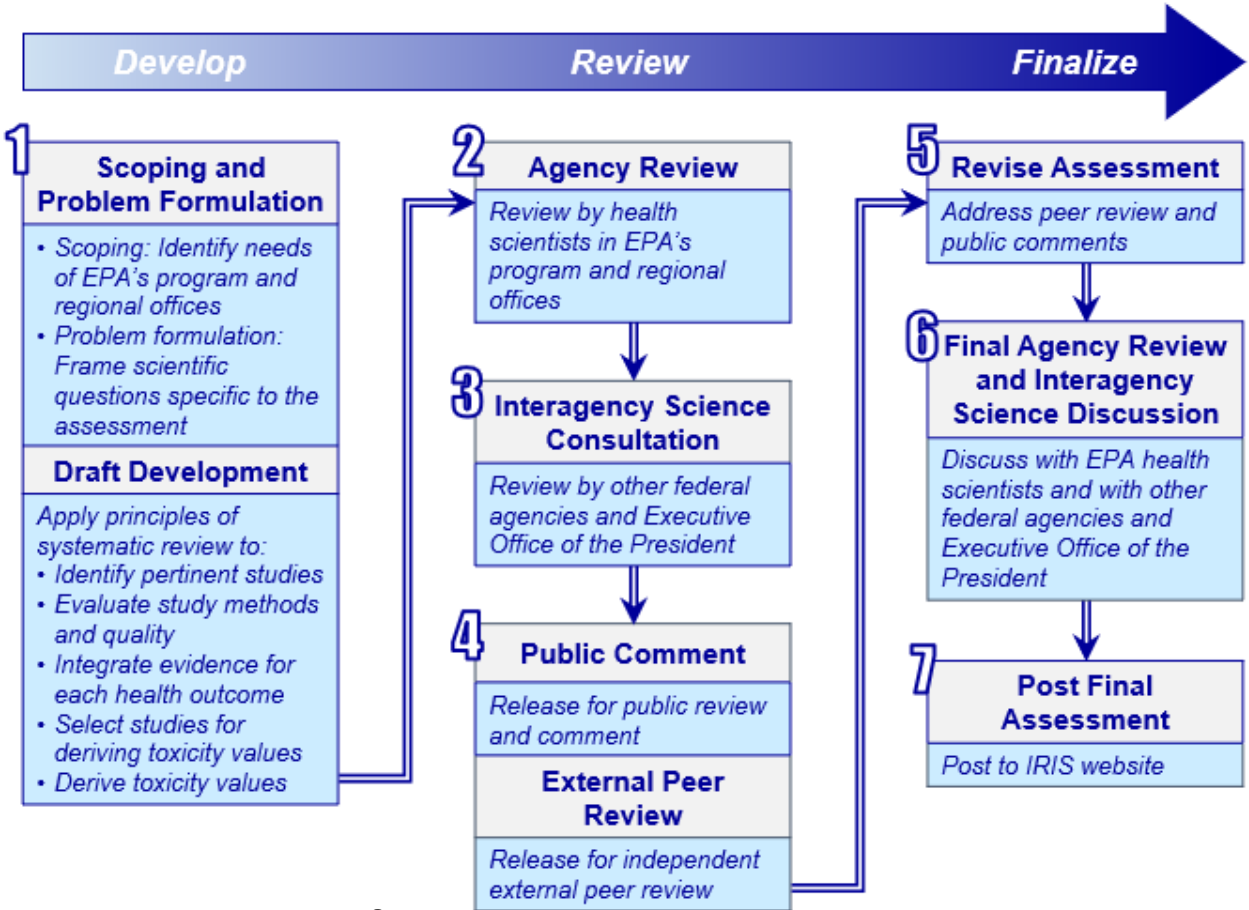 Develop
Review
Finalize
1
Scoping and
Problem Formulation
• Scoping: Identify needs
of EPA's program and
regional offices
• Problem formulation:
Frame scientific
questions specific to the
assessment
Draft Development
Apply principles of
systematic review to:
• Identify pertinent studies
• Evaluate study methods
and quality
• Integrate evidence for
each health outcome
• Select studies for
deriving toxicity values
• Derive toxicity values
2
Agency Review
Review by health
scientists in EPA's
program and regional
offices
3
Interagency Science
Consultation
Review by other federal
agencies and Executive
Office of the President
4
Public Comment
Release for public review
and comment
External Peer
Review
Release for independent
external peer review
5
Revise Assessment
Address peer review and
public comments
6
Final Agency Review
and Interagency
Science Discussion
Discuss with EPA health
scientists and with other
federal agencies and
Executive Office of the
President
7
Post Final
Assessment
Post to IRIS website